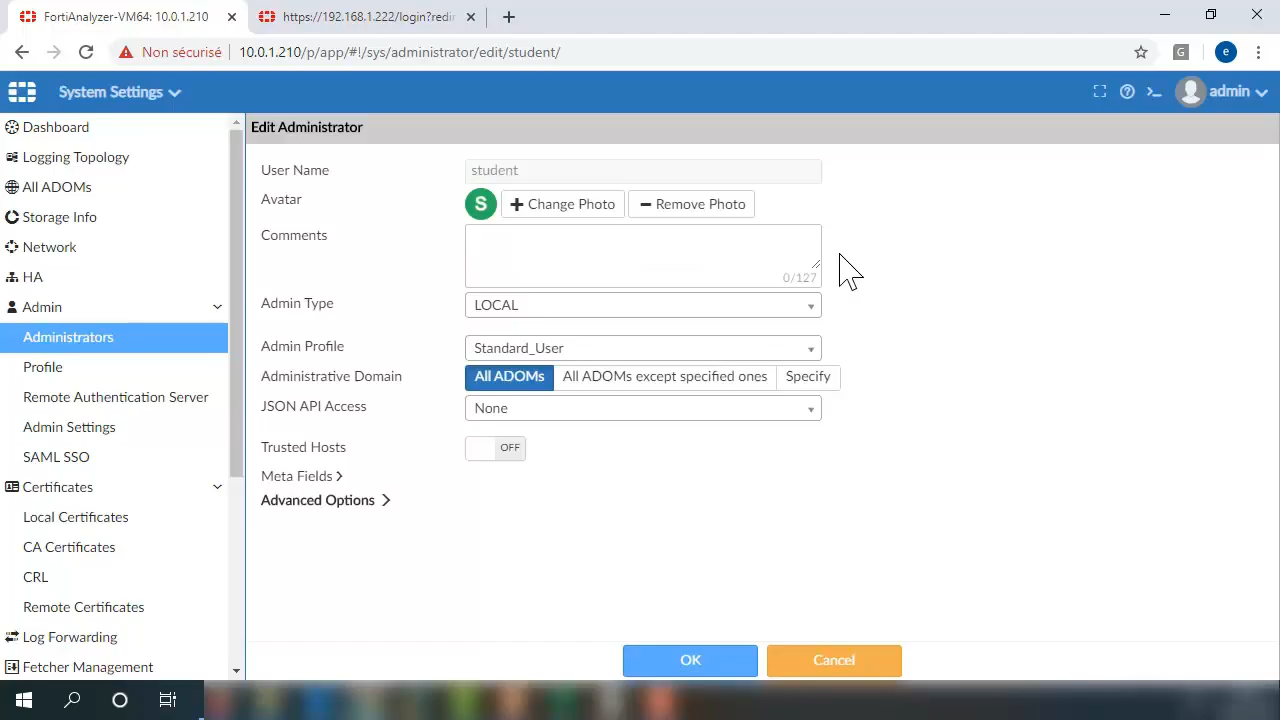 FortiAnalyzer-VM64: 10.0.1.210
https://192.168.1.222/login?redir
Non sécurisé
10.0.1.210/p/app/#!/sys/administrator/edit/student/
G
e
System Settings
admin
Dashboard
Logging Topology
All ADOMs
Storage Info
Network
HA
Admin
Administrators
Profile
Remote Authentication Server
Admin Settings
SAML SSO
Certificates
Local Certificates
CA Certificates
CRL
Remote Certificates
Log Forwarding
Fetcher Management
Edit Administrator
User Name
student
Avatar
S
Change Photo
Remove Photo
Comments
0/127
Admin Type
LOCAL
Admin Profile
Standard_User
Administrative Domain
All ADOMs
All ADOMs except specified ones
Specify
JSON API Access
None
Trusted Hosts
OFF
Meta Fields
Advanced Options
OK
Cancel